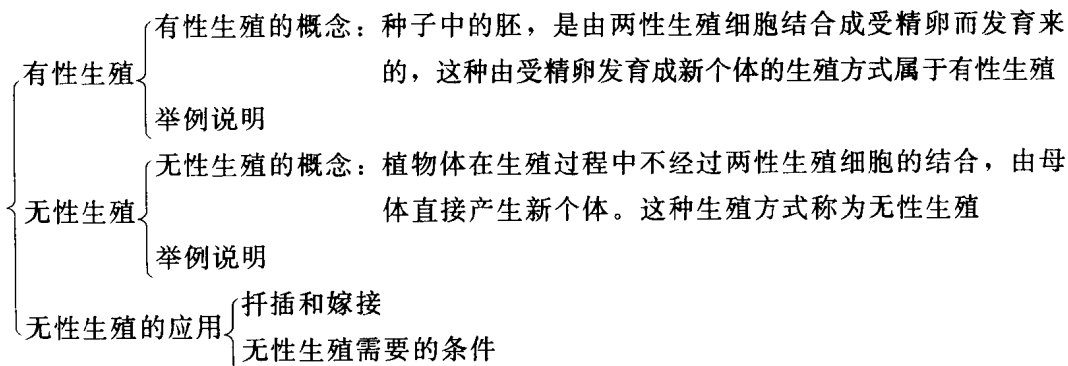 有性生殖的概念：种子中的胚，是由两性生殖细胞结合成受精卵而发育来
有性生殖
的，这种由受精卵发育成新个体的生殖方式属于有性生殖
举例说明
无性生殖的概念：植物体在生殖过程中不经过两性生殖细胞的结合，由母
无性生殖
体直接产生新个体。这种生殖方式称为无性生殖
举例说明
扦插和嫁接
无性生殖的应用
无性生殖需要的条件